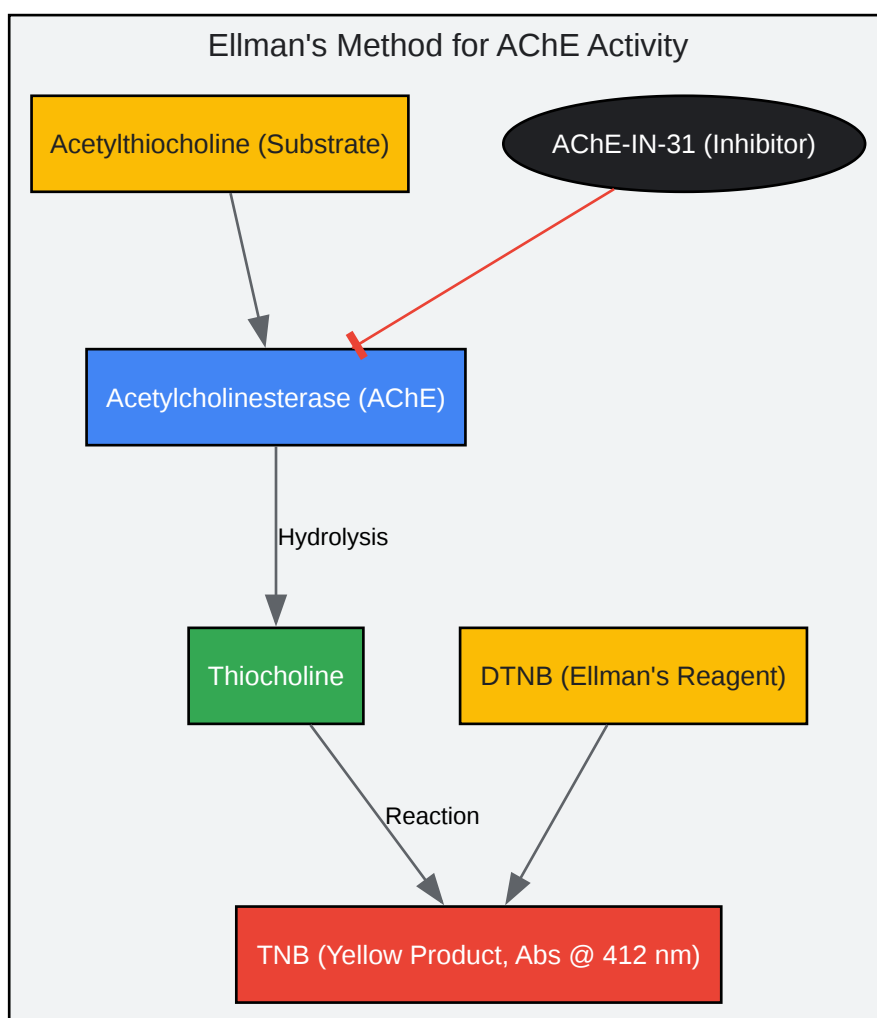 Ellman's Method for AChE Activity
Acetylthiocholine (Substrate)
AChE-IN-31 (Inhibitor)
Acetylcholinesterase (AChE)
Hydrolysis
Thiocholine
DTNB (Ellman's Reagent)
Reaction
TNB (Yellow Product, Abs @ 412 nm)